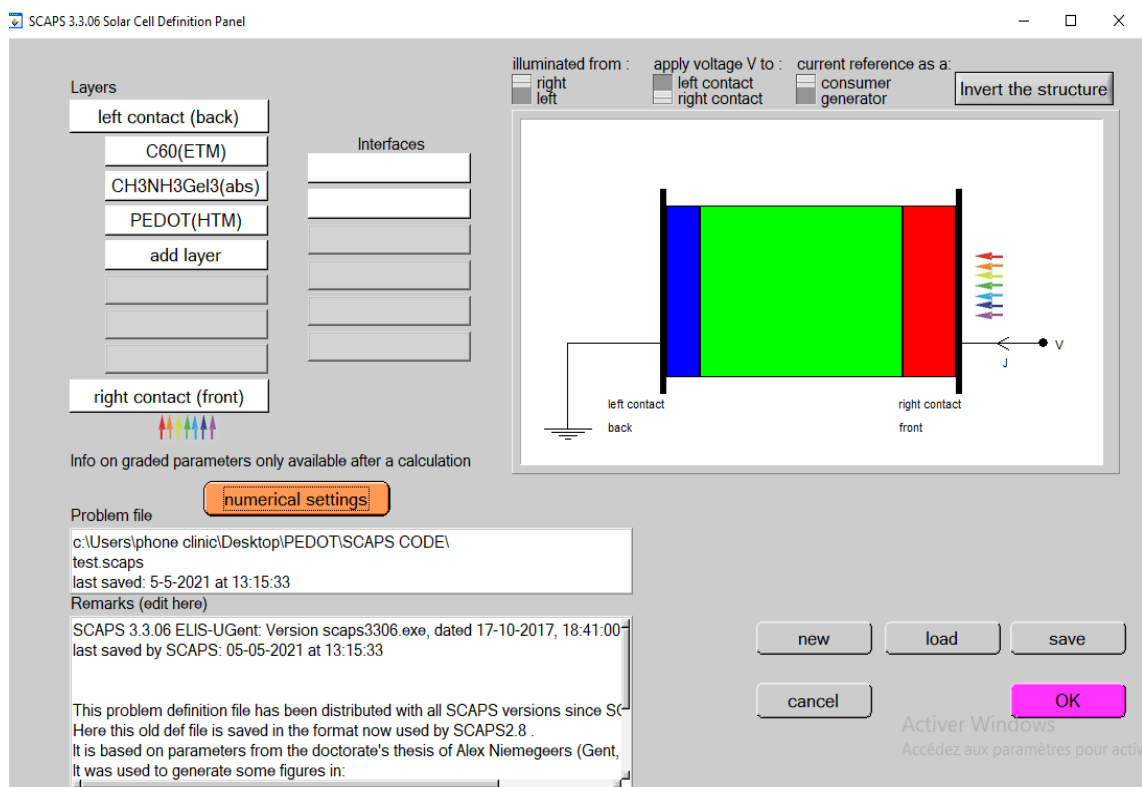 SCAPS 3.3.06 Solar Cell Definition Panel
illuminated from :
right
left
apply voltage V to :
left contact
right contact
current reference as a:
consumer
generator
Invert the structure
Layers
left contact (back)
C60(ETM)
CH3NH3GeI3(abs)
PEDOT(HTM)
add layer
right contact (front)
Interfaces
V
J
left contact
back
right contact
front
Info on graded parameters only available after a calculation
numerical settings
Problem file
c:\Users\phone clinic\Desktop\PEDOT\SCAPS CODE\
test.scaps
last saved: 5-5-2021 at 13:15:33
Remarks (edit here)
SCAPS 3.3.06 ELIS-UGent: Version scaps3306.exe, dated 17-10-2017, 18:41:00
last saved by SCAPS: 05-05-2021 at 13:15:33
This problem definition file has been distributed with all SCAPS versions since
Here this old def file is saved in the format now used by SCAPS2.8 .
It is based on parameters from the doctorate's thesis of Alex Niemegeers (Gent,
It was used to generate some figures in:
new
load
save
cancel
OK
Activer Windows
Accédez aux paramètres pour